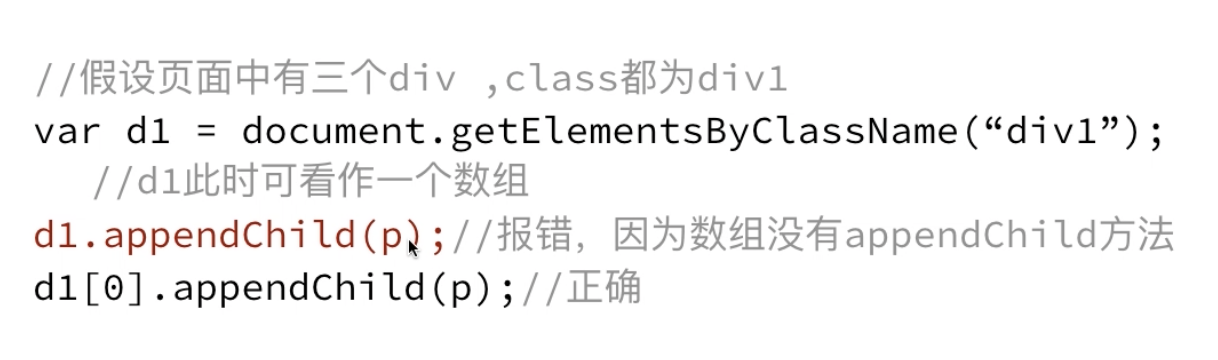 //假设页面中有三个div ,class都为div1
var d1 = document.getElementsByClassName(“div1”);
//d1此时可看作一个数组
d1.appendChild(p);//报错，因为数组没有appendChild方法
d1[0].appendChild(p);//正确